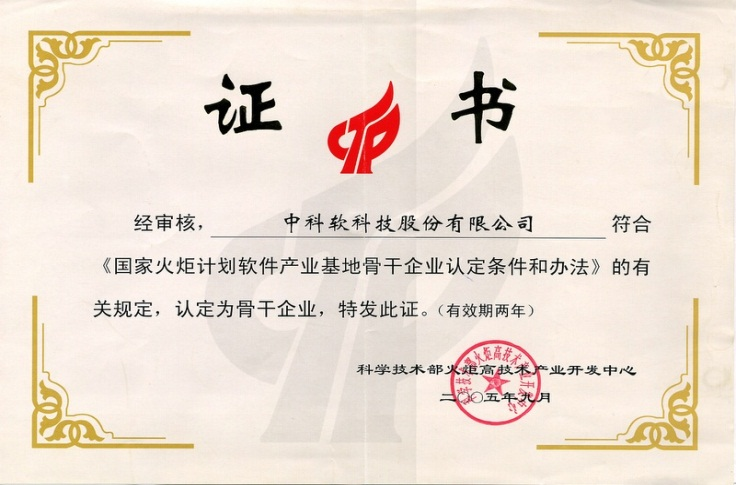 证 CTP 书
经审核，中科软科技股份有限公司 符合
《国家火炬计划软件产业基地骨干企业认定条件和办法》的有
关规定，认定为骨干企业，特发此证。（有效期两年）
科学技术部火炬高技术产业开发中心
二〇〇五年九月